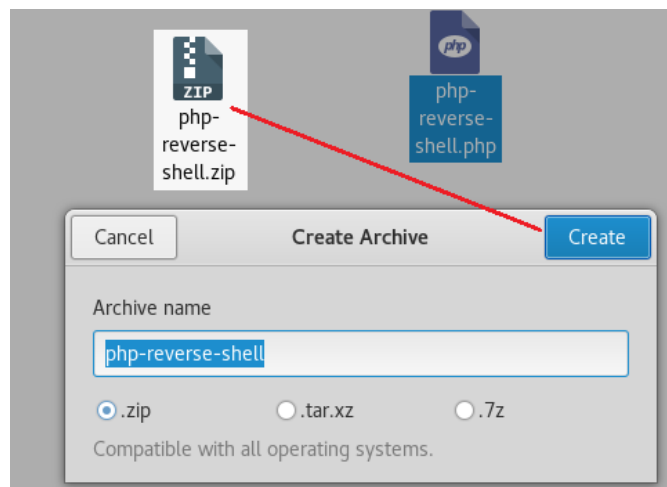 php
ZIP
php-
reverse-
shell.zip
php-
reverse-
shell.php
Cancel
Create Archive
Create
Archive name
php-reverse-shell
.zip
.tar.xz
.7z
Compatible with all operating systems.